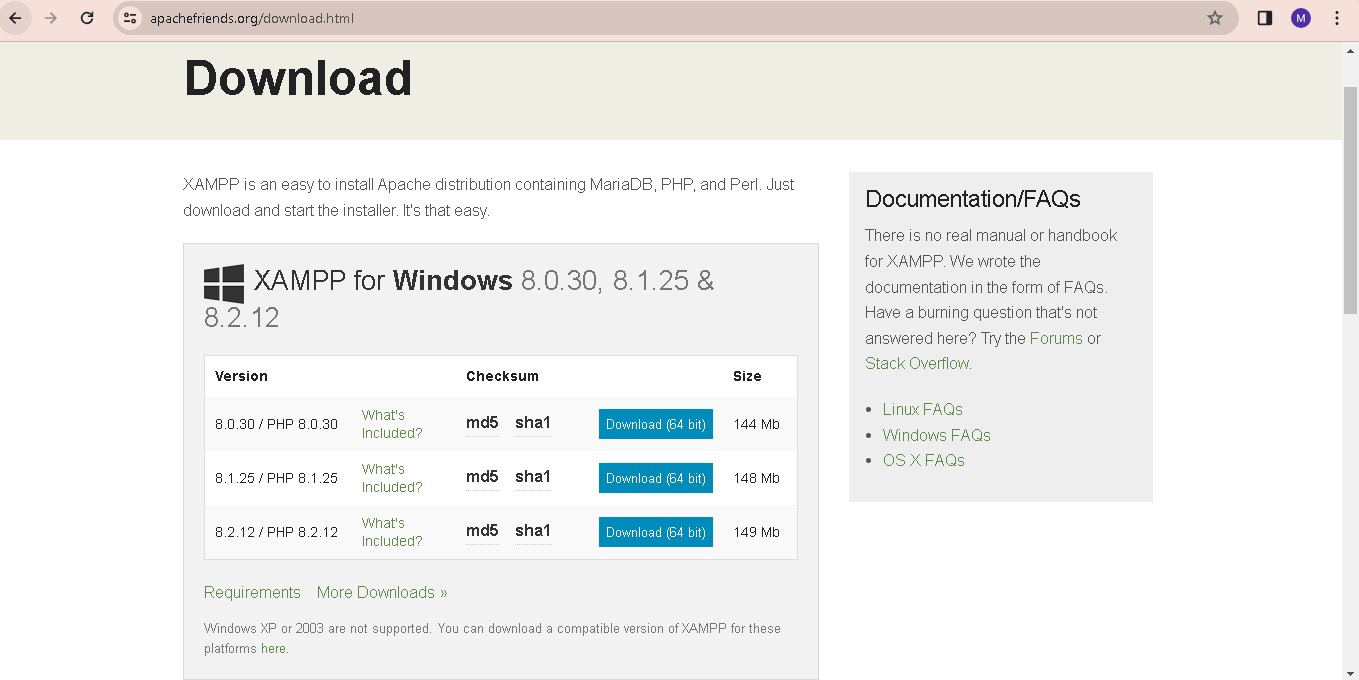 apachefriends.org/download.html
M
Download
XAMPP is an easy to install Apache distribution containing MariaDB, PHP, and Perl. Just
download and start the installer. It's that easy.
XAMPP for Windows 8.0.30, 8.1.25 &
8.2.12
Version Checksum Size
8.0.30 / PHP 8.0.30 What's Included? md5 sha1 Download (64 bit) 144 Mb
8.1.25 / PHP 8.1.25 What's Included? md5 sha1 Download (64 bit) 148 Mb
8.2.12 / PHP 8.2.12 What's Included? md5 sha1 Download (64 bit) 149 Mb
Requirements More Downloads »
Windows XP or 2003 are not supported. You can download a compatible version of XAMPP for these
platforms here.
Documentation/FAQs
There is no real manual or handbook
for XAMPP. We wrote the
documentation in the form of FAQs.
Have a burning question that's not
answered here? Try the Forums or
Stack Overflow.
• Linux FAQs
• Windows FAQs
• OS X FAQs